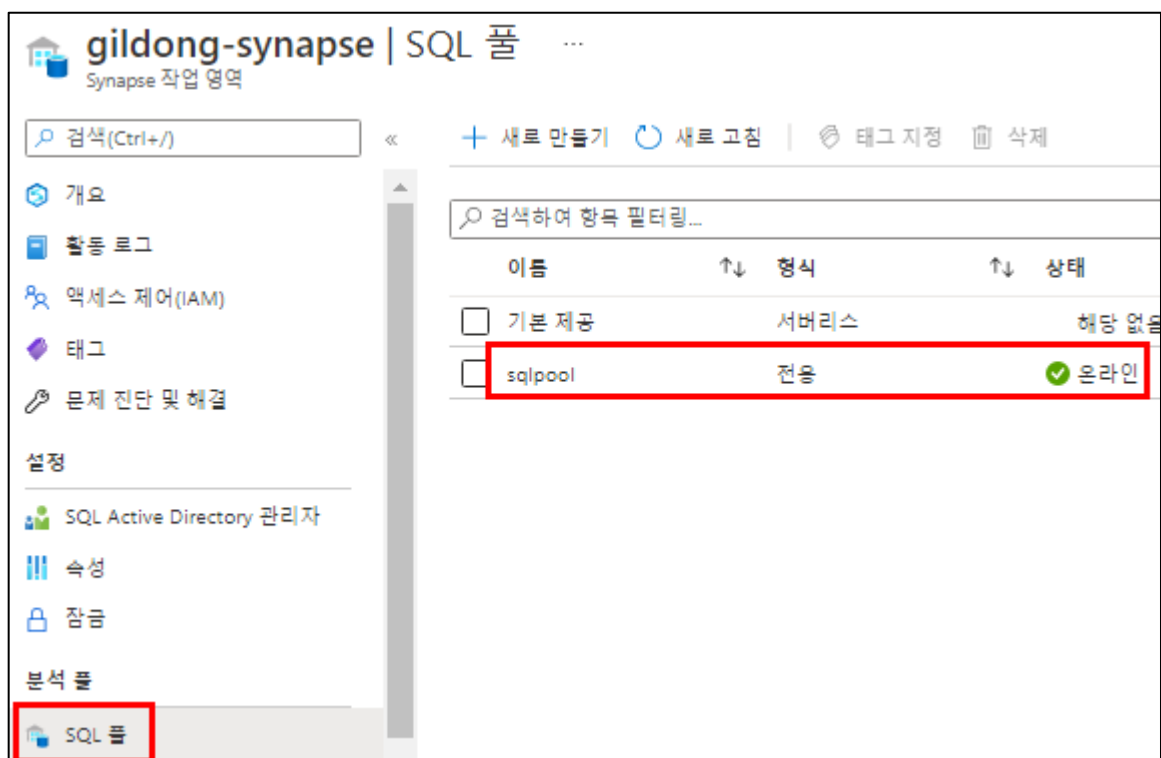 gildong-synapse | SQL 풀 ...
Synapse 작업 영역
검색(Ctrl+/)
«
개요
활동 로그
액세스 제어(IAM)
태그
문제 진단 및 해결
설정
SQL Active Directory 관리자
속성
잠금
분석 풀
SQL 풀
+ 새로 만들기 새로 고침 | 태그 지정 삭제
검색하여 항목 필터링...
이름 ↑↓ 형식 ↑↓ 상태
기본 제공 서버리스 해당 없음
sqlpool 전용 온라인